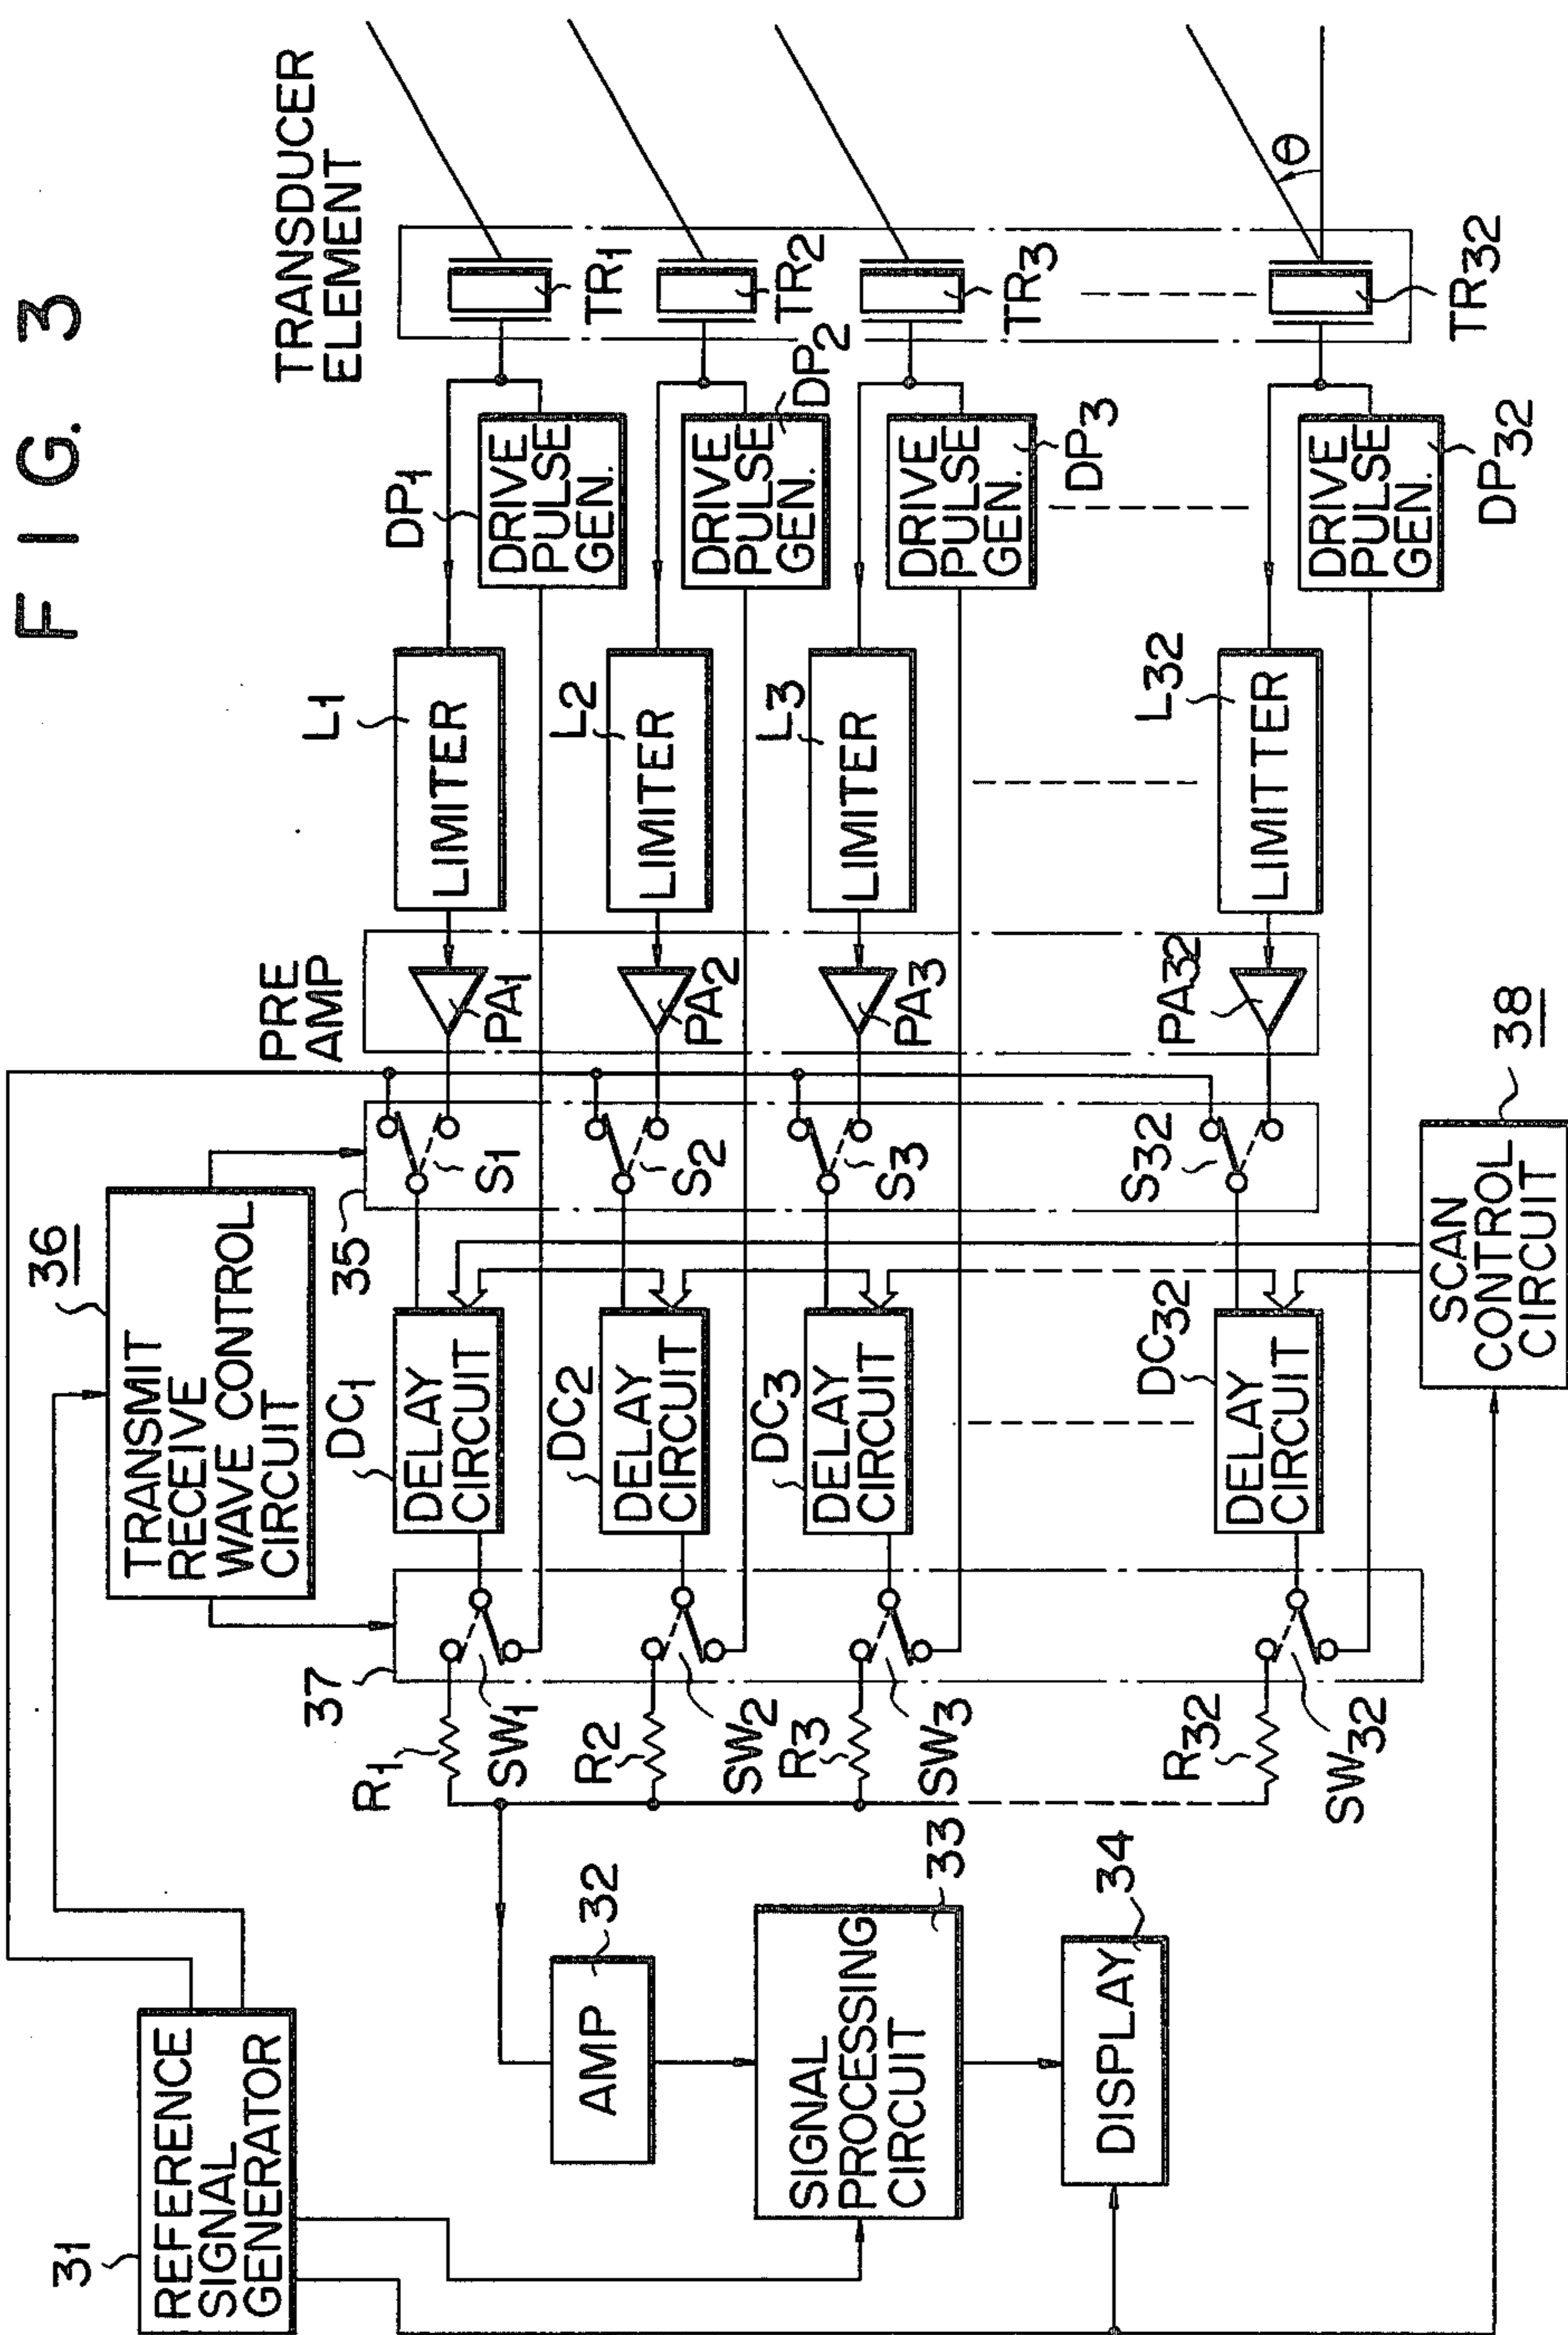 FIG. 3
TRANSDUCER
ELEMENT
TR1
TR2
TR3
TR32
θ
DP1
DRIVE
PULSE
GEN.
DP2
DRIVE
PULSE
GEN.
DP3
DRIVE
PULSE
GEN.
DP32
DRIVE
PULSE
GEN.
L1
LIMITER
L2
LIMITER
L3
LIMITER
L32
LIMITTER
PRE
AMP
PA1
PA2
PA3
PA32
35
S1
S2
S3
S32
36
TRANSMIT
RECEIVE
WAVE CONTROL
CIRCUIT
38
SCAN
CONTROL
CIRCUIT
DC1
DELAY
CIRCUIT
DC2
DELAY
CIRCUIT
DC3
DELAY
CIRCUIT
DC32
DELAY
CIRCUIT
37
SW1
SW2
SW3
SW32
R1
R2
R3
R32
31
REFERENCE
SIGNAL
GENERATOR
32
AMP
33
SIGNAL
PROCESSING
CIRCUIT
34
DISPLAY